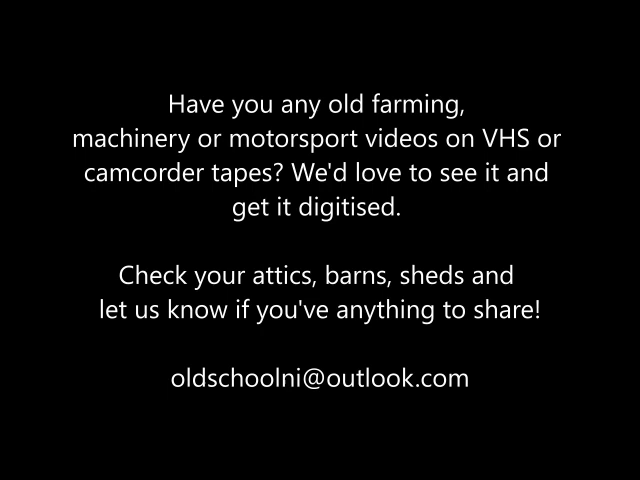 Have you any old farming,
machinery or motorsport videos on VHS or
camcorder tapes? We'd love to see it and
get it digitised.
Check your attics, barns, sheds and
let us know if you've anything to share!
oldschoolni@outlook.com